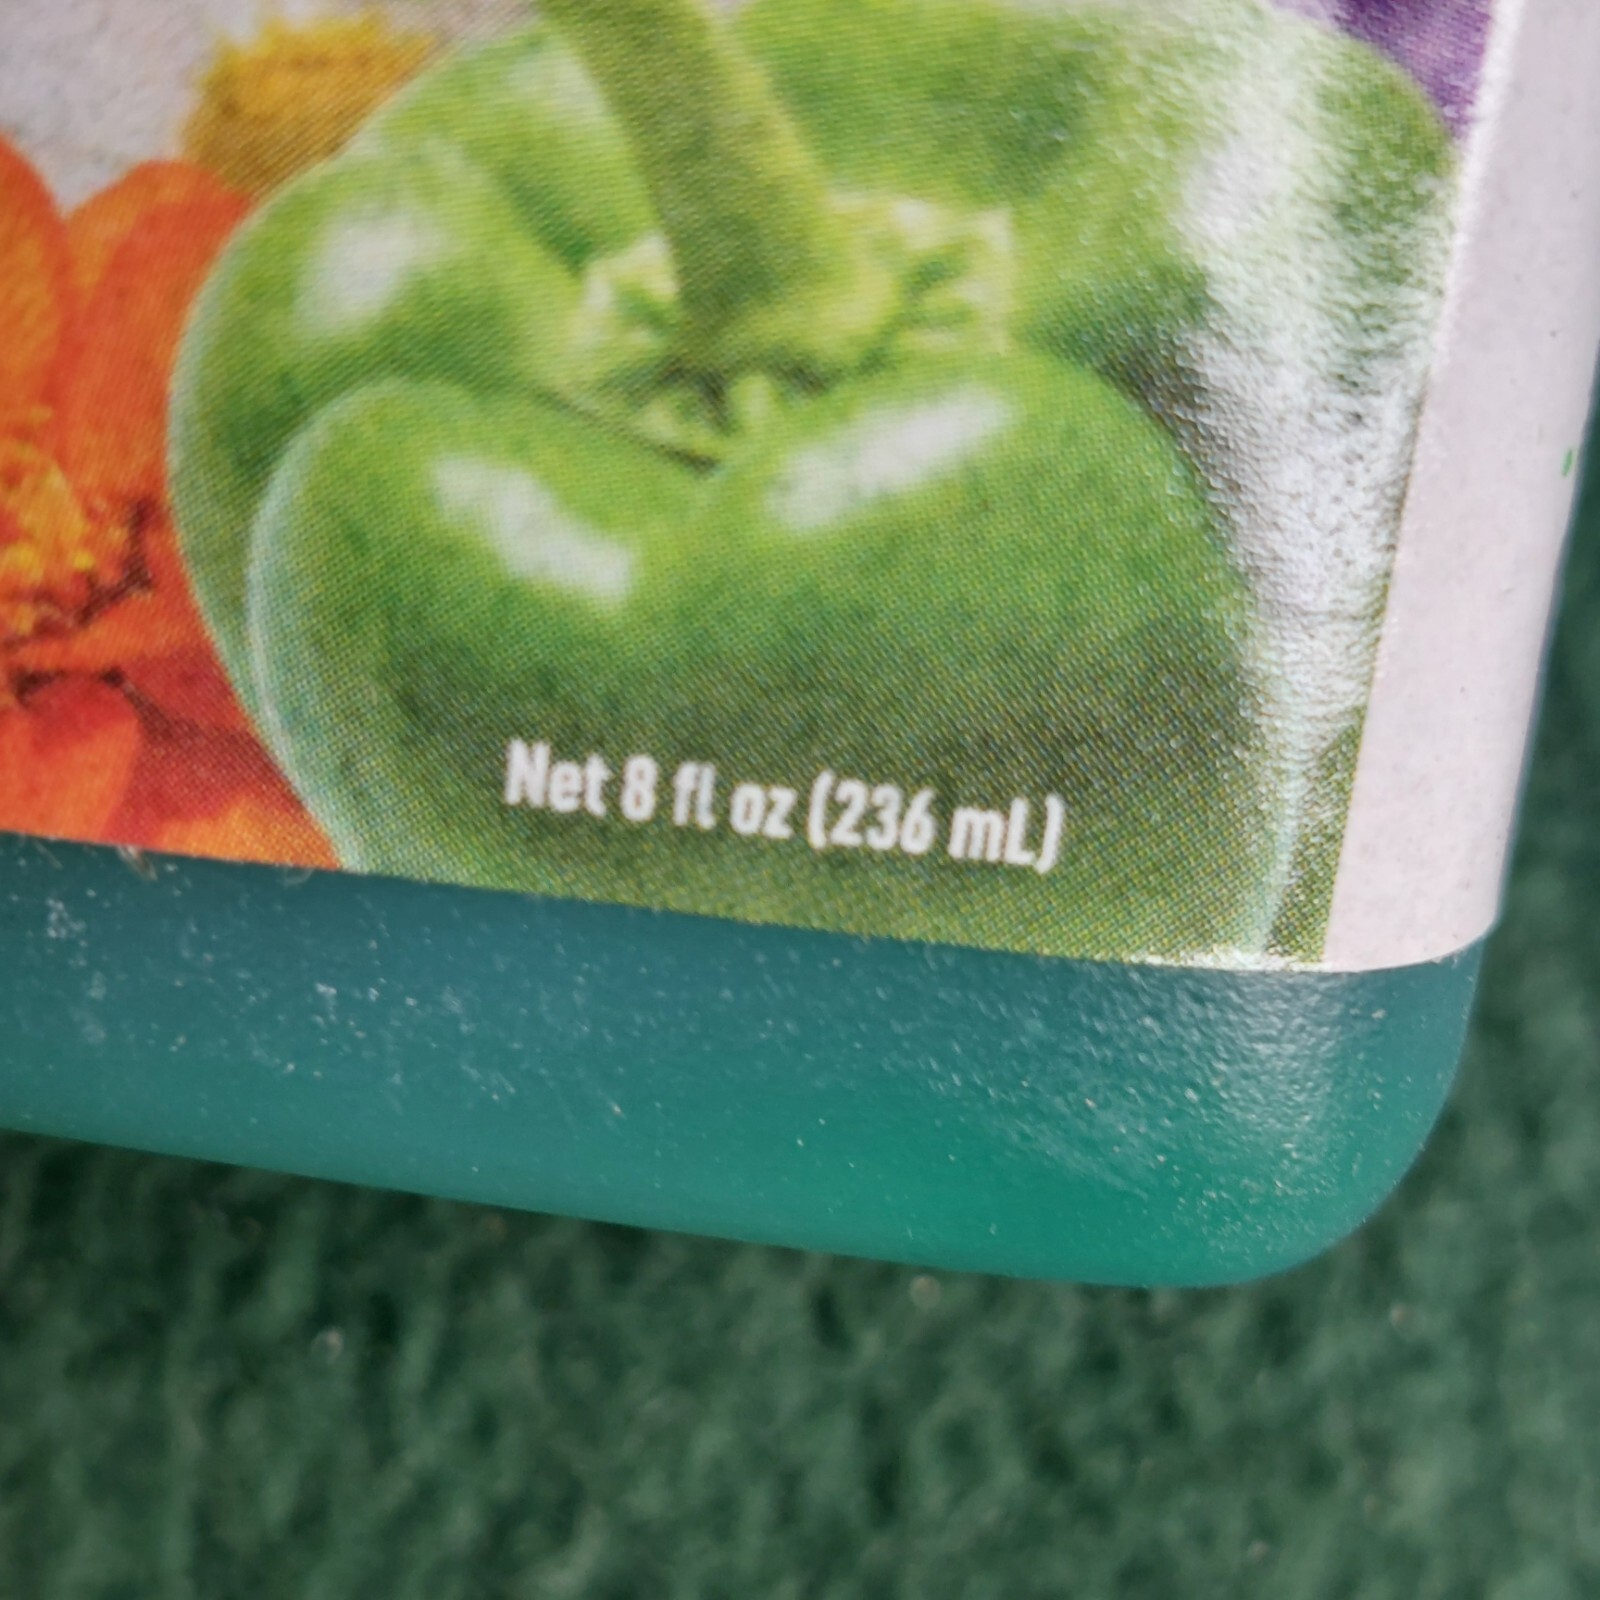 Net 8 fl oz (236 mL)